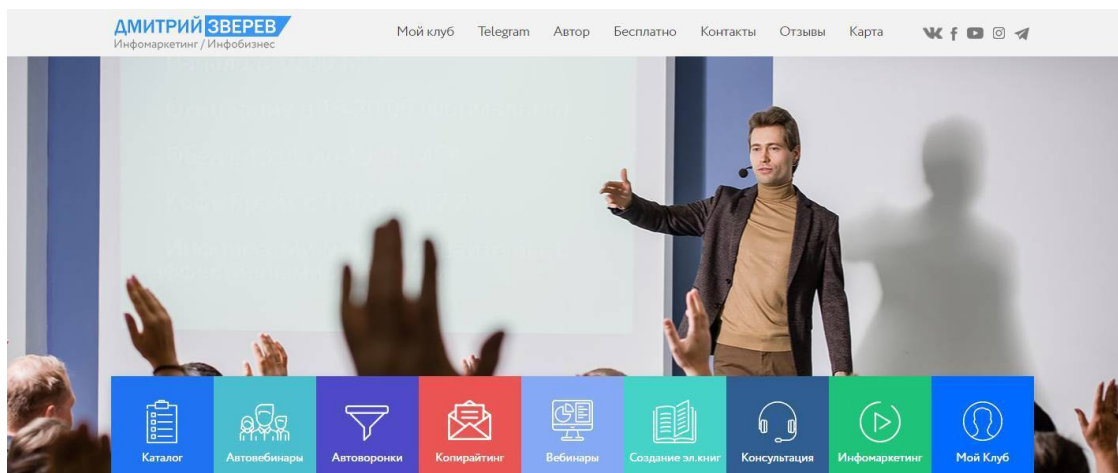 ДМИТРИЙ ЗВЕРЕВ
Инфомаркетинг / Инфобизнес
Мой клуб Telegram Автор Бесплатно Контакты Отзывы Карта
Каталог Автовебинары Автоворонки Копирайтинг Вебинары Создание эл.книг Консультация Инфомаркетинг Мой Клуб